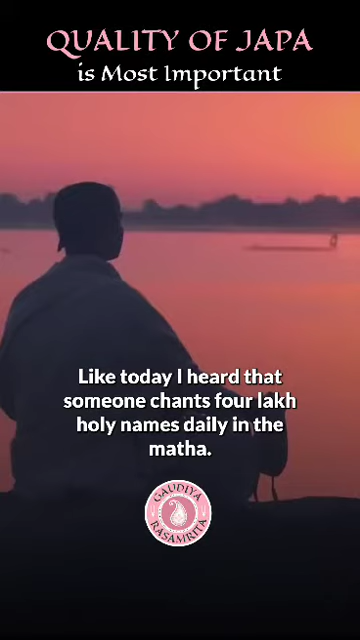 QUALITY OF JAPA
is Most Important
Like today I heard that
someone chants four lakh
holy names daily in the
matha.
GAUDIYA
RASAMRITA